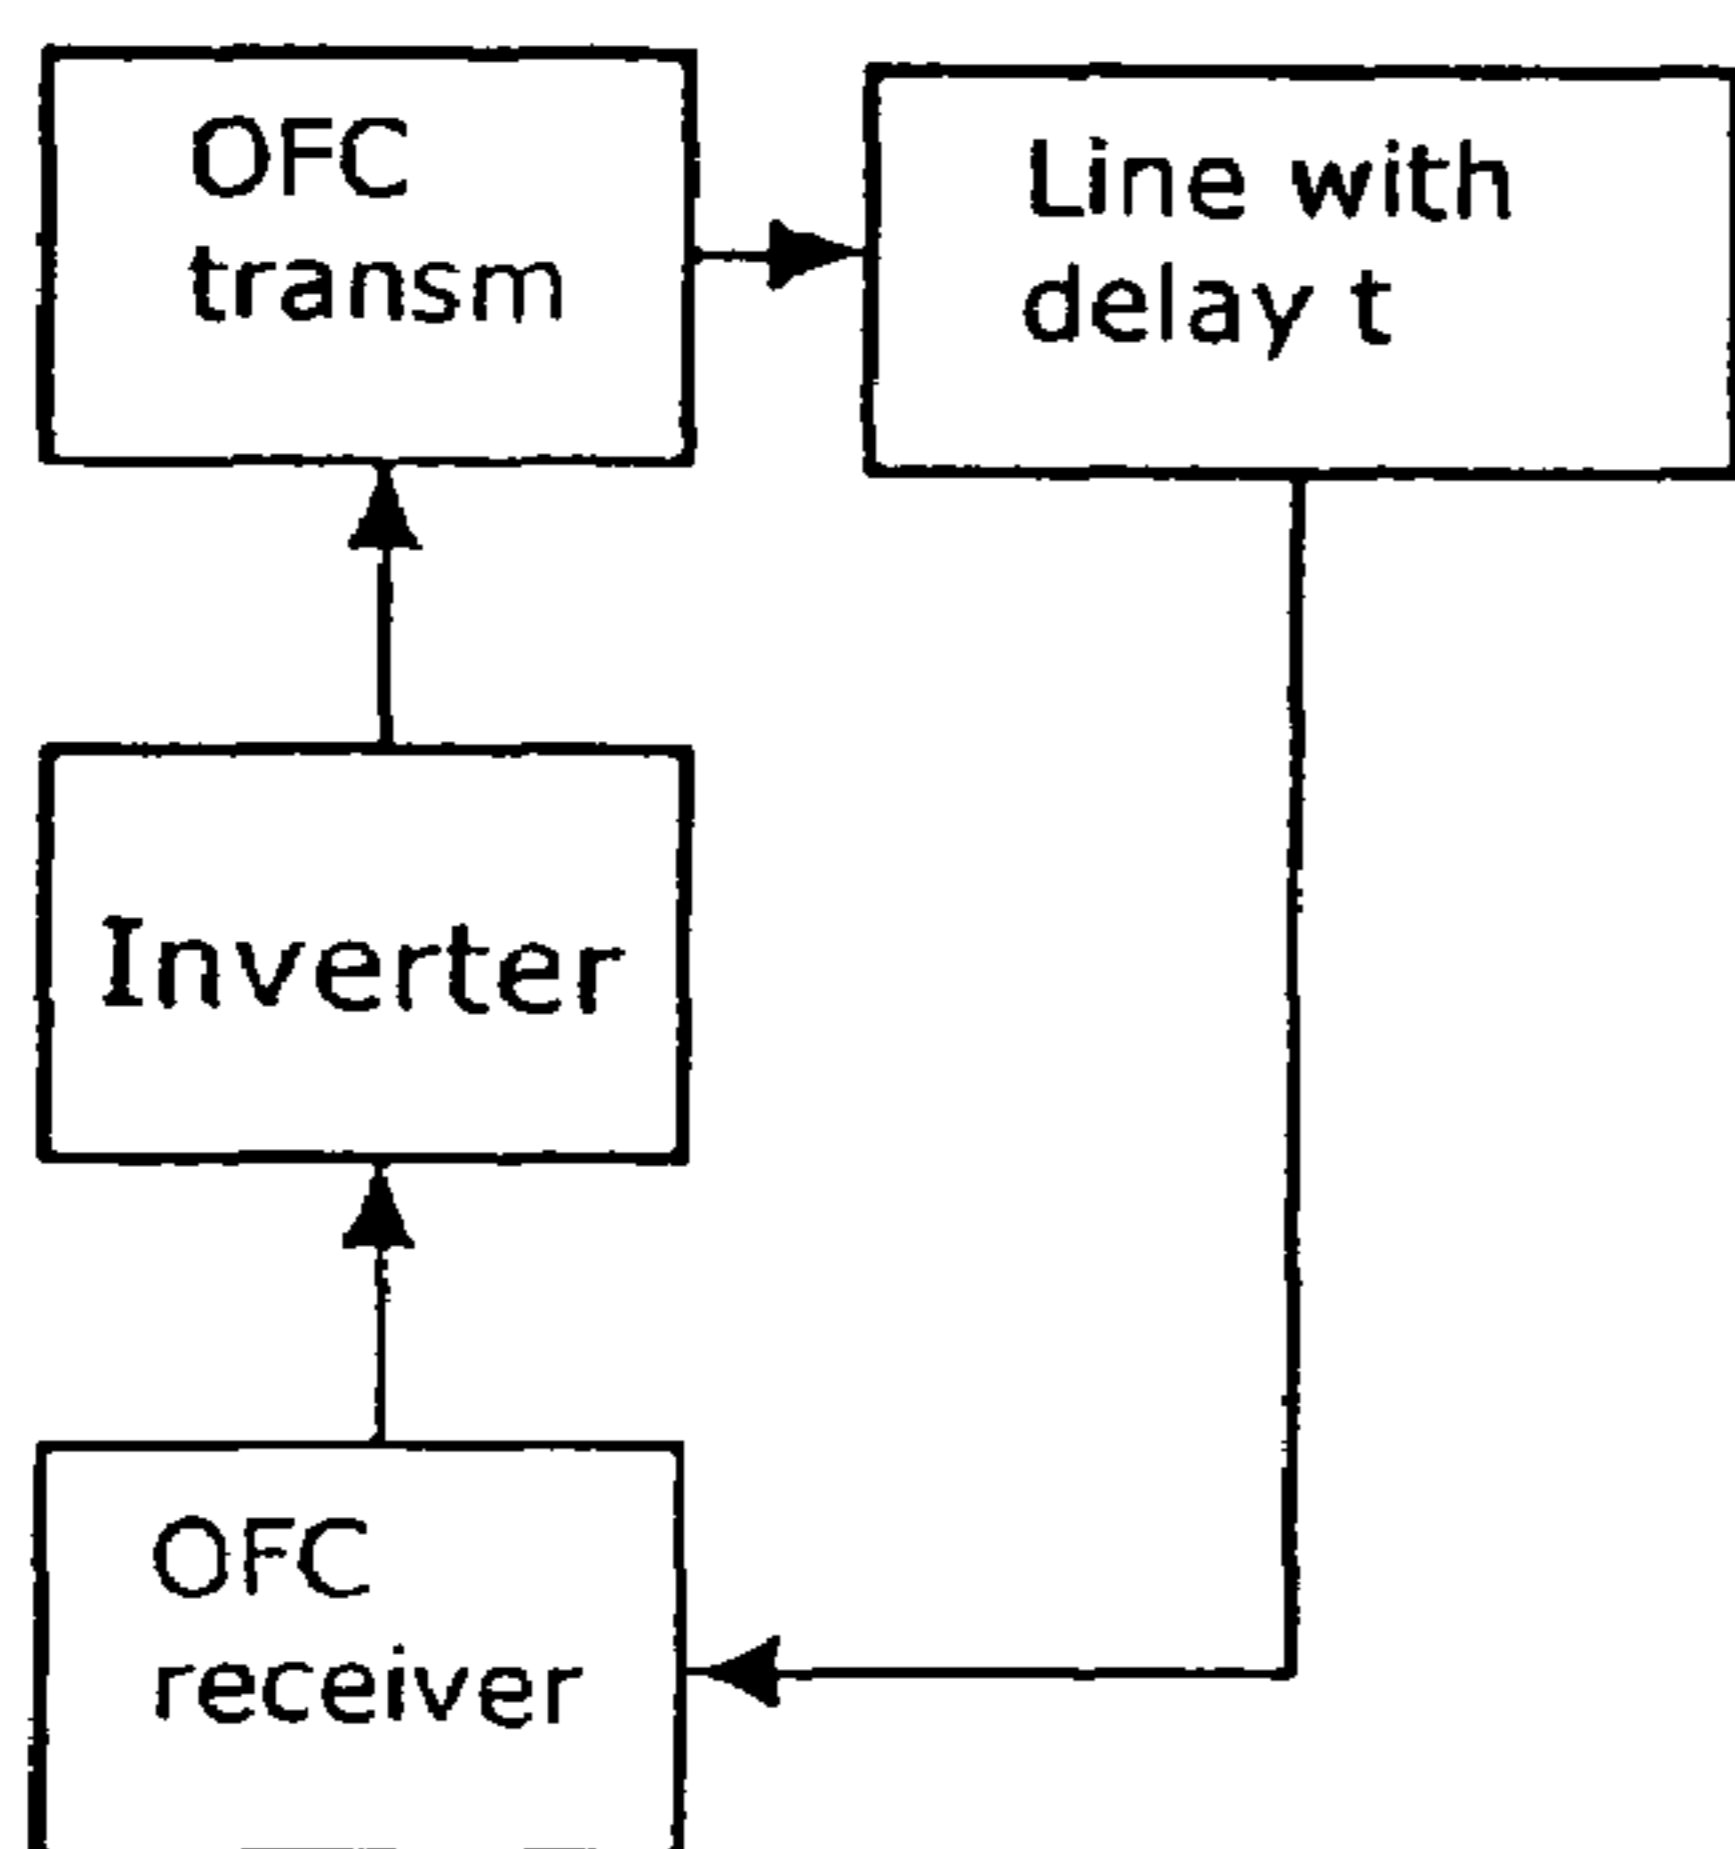 OFC
transm
Line with
delay t
Inverter
OFC
receiver